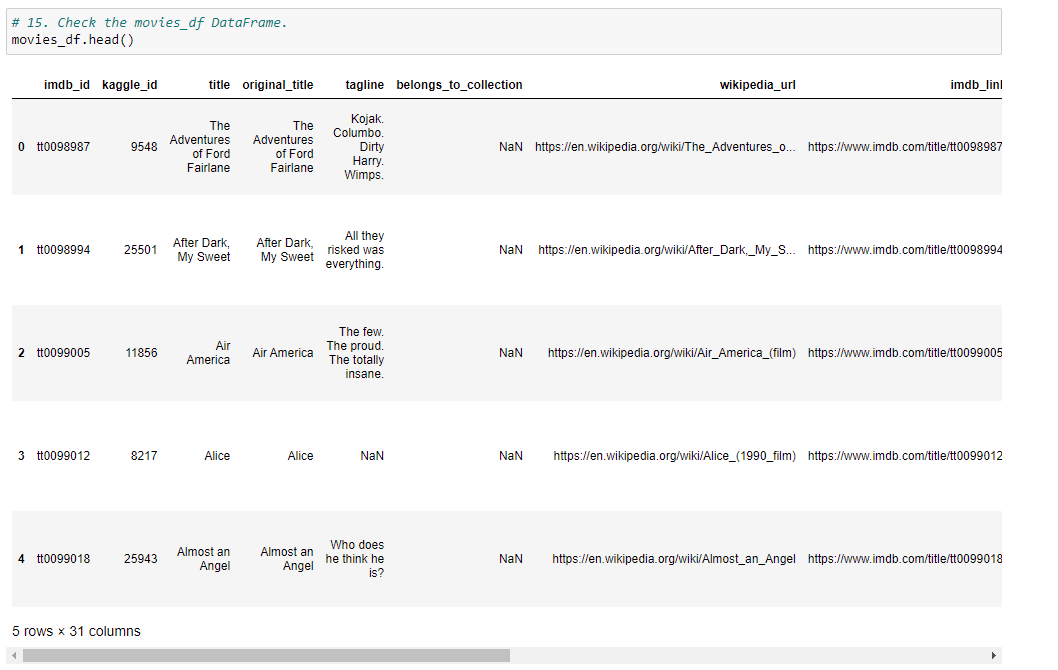 # 15. Check the movies_df DataFrame.
movies_df.head()
imdb_id kaggle_id title original_title tagline belongs_to_collection wikipedia_url imdb_lin
0 tt0098987 9548 The Adventures of Ford Fairlane The Adventures of Ford Fairlane Kojak. Columbo. Dirty Harry. Wimps. NaN https://en.wikipedia.org/wiki/The_Adventures_o... https://www.imdb.com/title/tt0098987
1 tt0098994 25501 After Dark, My Sweet After Dark, My Sweet All they risked was everything. NaN https://en.wikipedia.org/wiki/After_Dark,_My_S... https://www.imdb.com/title/tt0098994
2 tt0099005 11856 Air America Air America The few. The proud. The totally insane. NaN https://en.wikipedia.org/wiki/Air_America_(film) https://www.imdb.com/title/tt0099005
3 tt0099012 8217 Alice Alice NaN NaN https://en.wikipedia.org/wiki/Alice_(1990_film) https://www.imdb.com/title/tt0099012
4 tt0099018 25943 Almost an Angel Almost an Angel Who does he think he is? NaN https://en.wikipedia.org/wiki/Almost_an_Angel https://www.imdb.com/title/tt0099018
5 rows × 31 columns